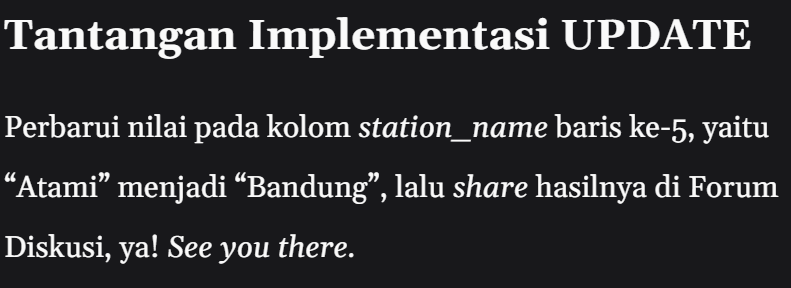 Tantangan Implementasi UPDATE
Perbarui nilai pada kolom station_name baris ke-5, yaitu
“Atami” menjadi “Bandung”, lalu share hasilnya di Forum
Diskusi, ya! See you there.